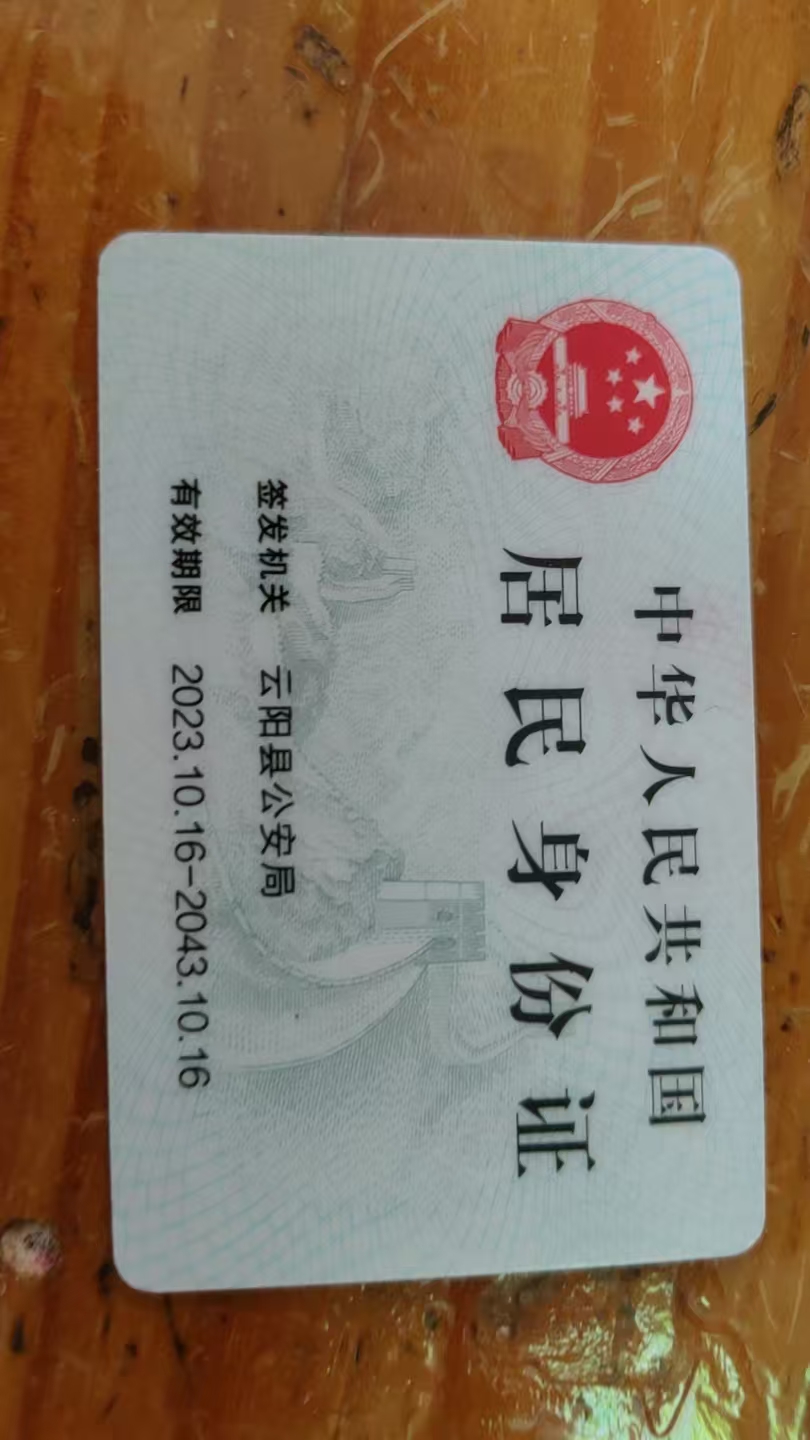 中华人民共和国
居民身份证
签发机关 云阳县公安局
有效期限 2023.10.16-2043.10.16